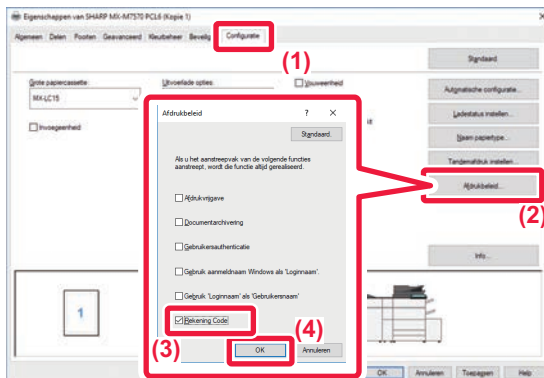 Eigenschappen van SHARP MX-M7570 PCL6 (Kopie 1)
Algemeen Delen Poorten Geavanceerd Kleurbeheer Beveilig Configuratie
(1)
Standaard
Grote papiercassette:
Uitvoerlade opties:
Vouweenheid
MX-LC15
Automatische configuratie...
Invoegeenheid
Ladestatus instellen...
Naam papiertype...
Tandemafdruk instellen...
Afdrukbeleid...
(2)
Info...
Afdrukbeleid ? ×
Standaard.
Als u het aankruisvak van de volgende functies
aanstreept, wordt die functie altijd gerealiseerd.
Afdrukvrijgave
Documentarchivering
Gebruikersauthenticatie
Gebruik aanmeldnaam Windows als 'Loginnaam'.
Gebruik 'Loginnaam' als 'Gebruikersnaam'
Rekening Code
(3)
(4)
OK Annuleren
1
OK Annuleren Toepassen Help